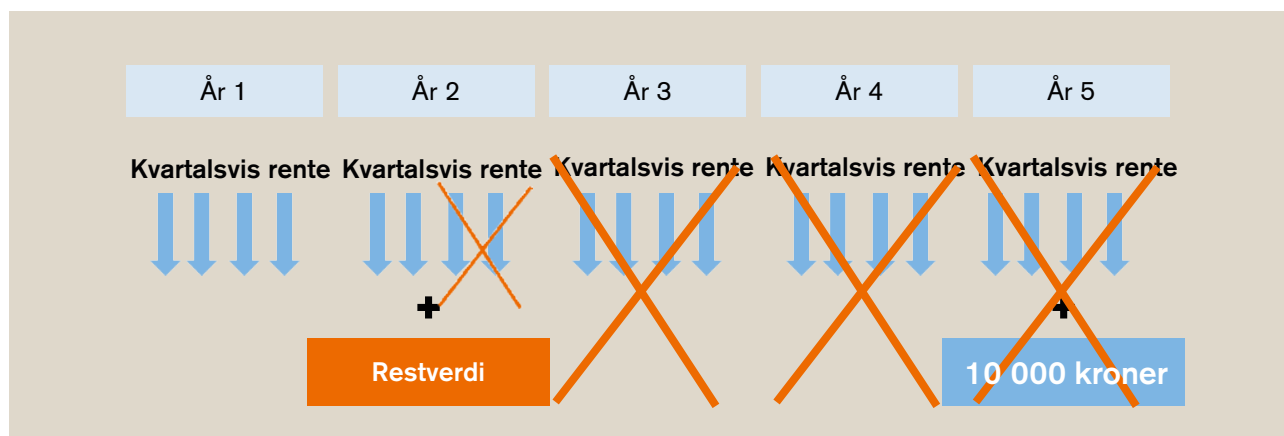 År 1 År 2 År 3 År 4 År 5
Kvartalsvis rente Kvartalsvis rente Kvartalsvis rente Kvartalsvis rente Kvartalsvis rente
+ +
Restverdi 10 000 kroner